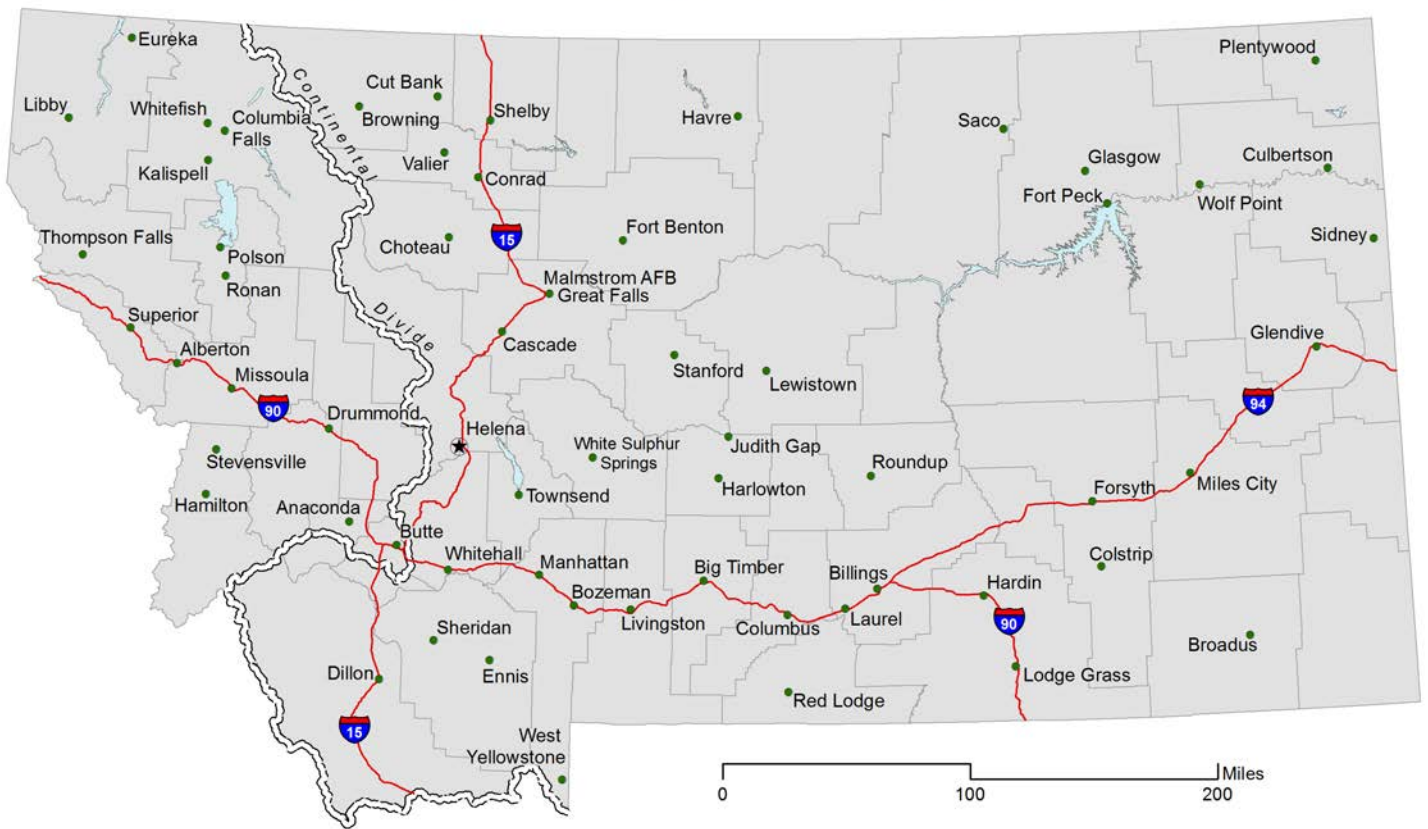 Eureka
Plentywood
Cut Bank
Libby
Whitefish
Columbia
Falls
Continental
Browning
Shelby
Havre
Saco
Kalispell
Valier
Conrad
Glasgow
Culbertson
Fort Peck
Wolf Point
Thompson Falls
Polson
Choteau
15
Fort Benton
Sidney
Ronan
Malmstrom AFB
Great Falls
Superior
Divide
Cascade
Glendive
Alberton
Missoula
Stanford
Lewistown
90
Drummond
94
Helena
Stevensville
White Sulphur
Springs
Judith Gap
Roundup
Hamilton
Townsend
Harlowton
Forsyth
Miles City
Anaconda
Butte
Whitehall
Manhattan
Big Timber
Billings
Colstrip
Hardin
Bozeman
Livingston
Columbus
Laurel
90
Sheridan
Broadus
Dillon
Ennis
Lodge Grass
Red Lodge
15
West
Yellowstone
Miles
0
100
200